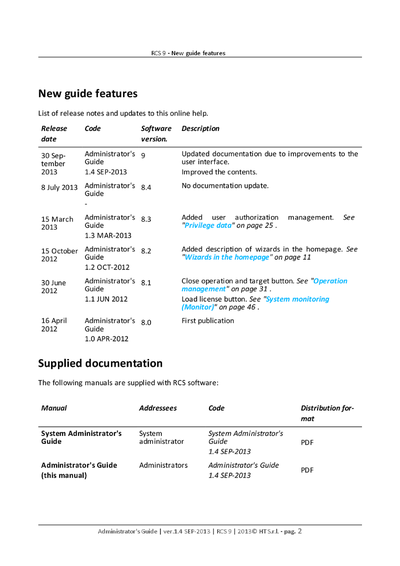 RCS 9 - New guide features
New guide features
List of release notes and updates to this online help.
Release date Code Software version. Description
30 Sep-tember 2013 Administrator's Guide 1.4 SEP-2013 9 Updated documentation due to improvements to the user interface.
Improved the contents.
8 July 2013 Administrator's Guide - 8.4 No documentation update.
15 March 2013 Administrator's Guide 1.3 MAR-2013 8.3 Added user authorization management. See "Privilege data" on page 25 .
15 October 2012 Administrator's Guide 1.2 OCT-2012 8.2 Added description of wizards in the homepage. See "Wizards in the homepage" on page 11
30 June 2012 Administrator's Guide 1.1 JUN 2012 8.1 Close operation and target button. See "Operation management" on page 31 .
Load license button. See "System monitoring (Monitor)" on page 46 .
16 April 2012 Administrator's Guide 1.0 APR-2012 8.0 First publication
Supplied documentation
The following manuals are supplied with RCS software:
Manual Addressees Code Distribution for-mat
System Administrator's Guide System administrator System Administrator's Guide 1.4 SEP-2013 PDF
Administrator's Guide (this manual) Administrators Administrator's Guide 1.4 SEP-2013 PDF
Administrator's Guide | ver.1.4 SEP-2013 | RCS 9 | 2013© HT S.r.l. - pag. 2